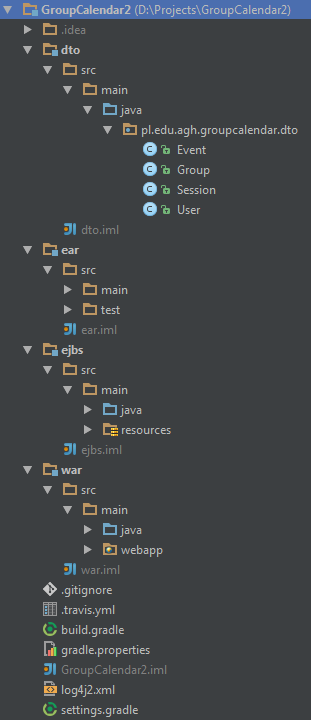 GroupCalendar2 (D:\Projects\GroupCalendar2)
.idea
dto
src
main
java
pl.edu.agh.groupcalendar.dto
Event
Group
Session
User
dto.iml
ear
src
main
test
ear.iml
ejbs
src
main
java
resources
ejbs.iml
war
src
main
java
webapp
war.iml
.gitignore
.travis.yml
build.gradle
gradle.properties
GroupCalendar2.iml
log4j2.xml
settings.gradle